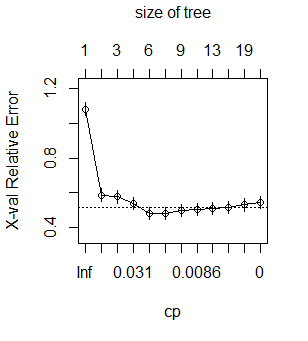 size of tree
1 3 6 9 13 19
X-val Relative Error
1.2
0.8
0.4
Inf 0.031 0.0086 0
cp